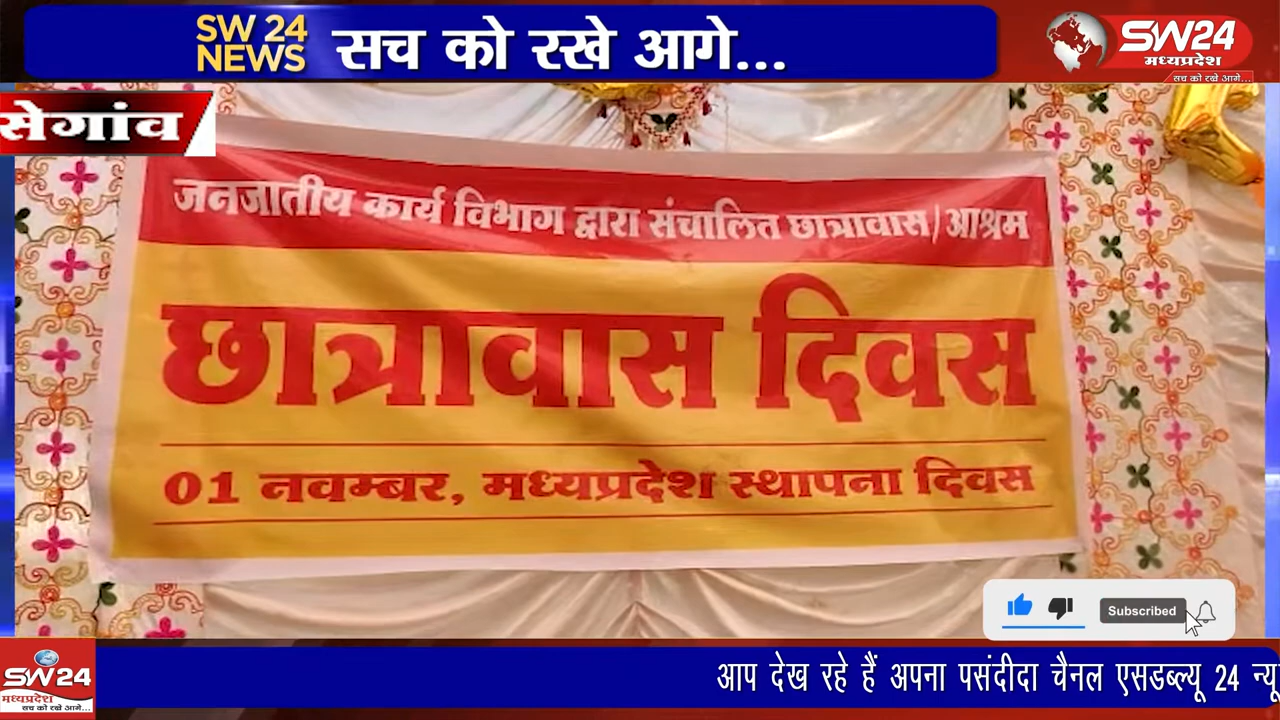 SW 24
NEWS
सच को रखे आगे...
SW24
मध्यप्रदेश
सच को रखे आगे...
सेगांव
जनजातीय कार्य विभाग द्वारा संचालित छात्रावास/आश्रम
छात्रावास दिवस
01 नवम्बर, मध्यप्रदेश स्थापना दिवस
Subscribed
SW24
मध्यप्रदेश
सच को रखे आगे...
आप देख रहे हैं अपना पसंदीदा चैनल एसडब्ल्यू 24 न्यू